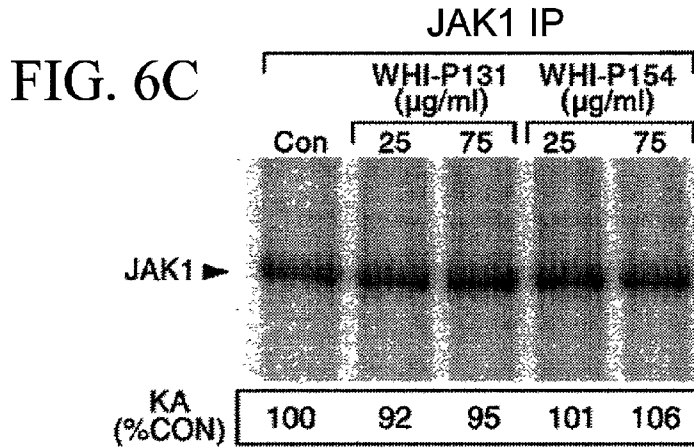 JAK1 IP
FIG. 6C
WHI-P131 WHI-P154
(µg/ml) (µg/ml)
Con 25 75 25 75
JAK1
KA
(%CON) 100 92 95 101 106